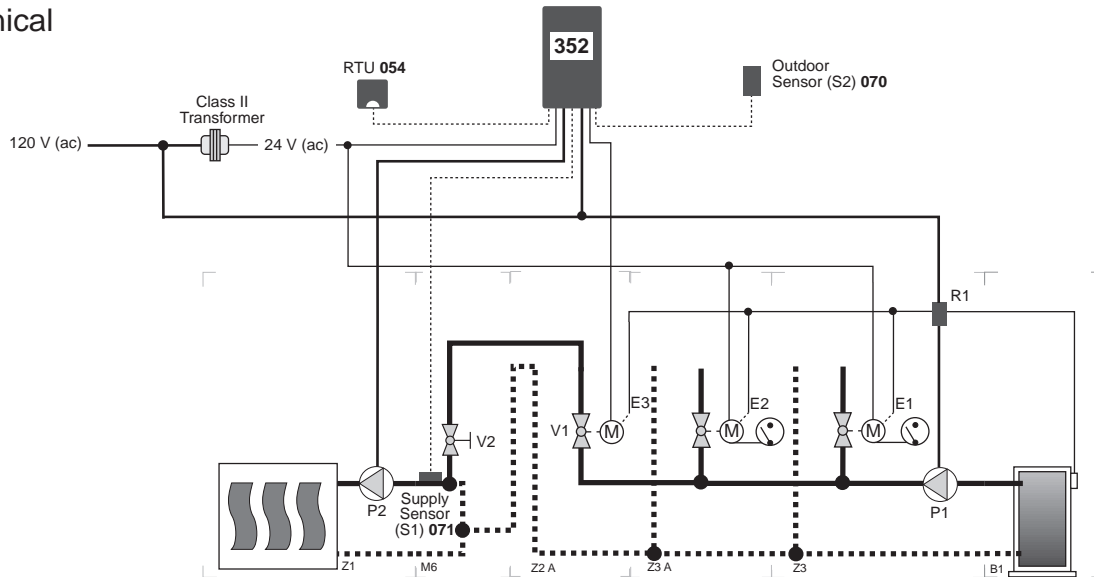 nical
352
RTU 054
Outdoor
Sensor (S2) 070
Class II
Transformer
120 V (ac)
24 V (ac)
R1
E3
E2
E1
V1
M
M
M
V2
P2
Supply
Sensor
(S1) 071
P1
Z1
M6
Z2 A
Z3 A
Z3
B1